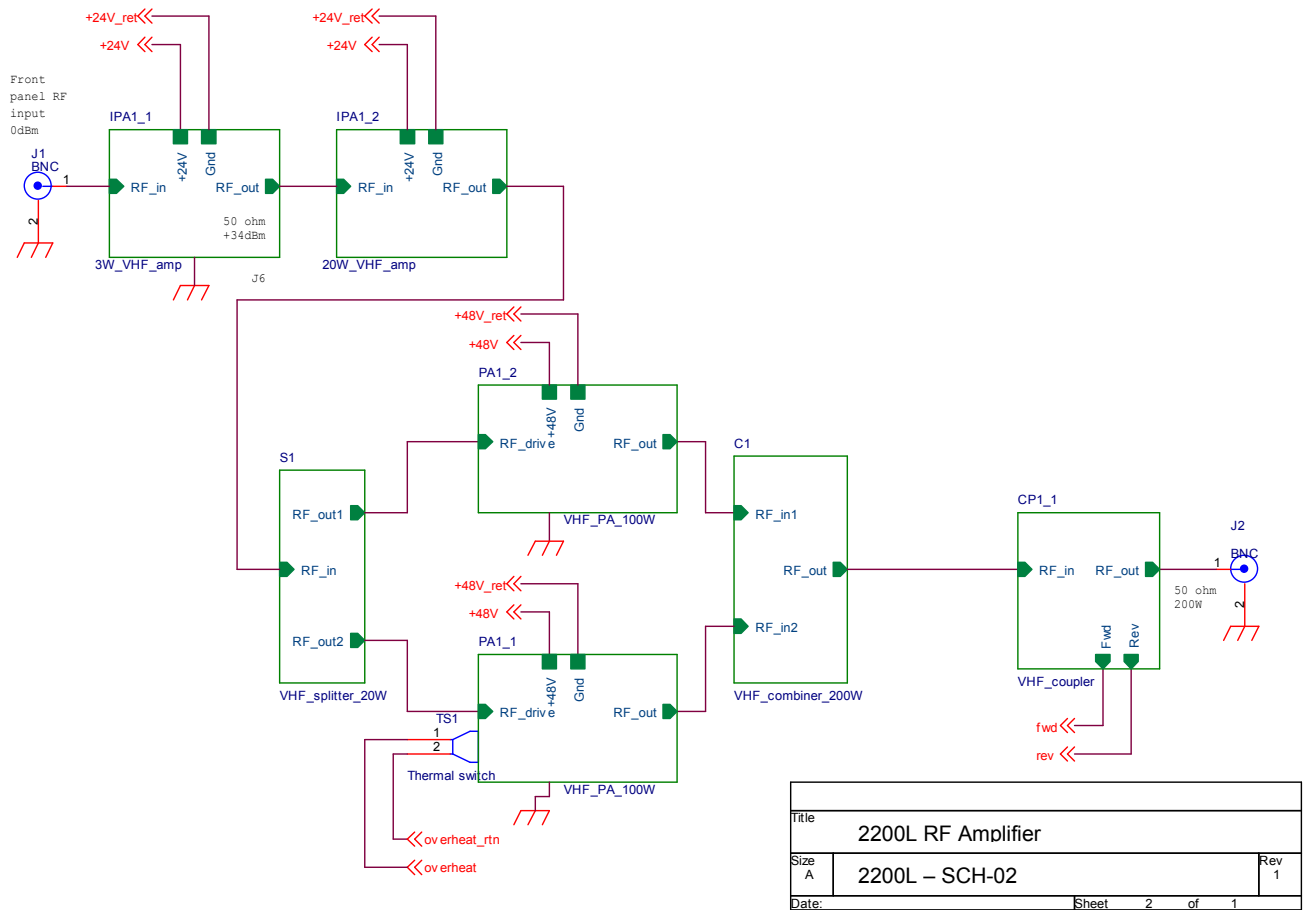 +24V_ret
+24V
+24V_ret
+24V
Front
panel RF
input
0dBm
J1
BNC
1
2
IPA1_1
+24V
Gnd
RF_in
RF_out
50 ohm
+34dBm
3W_VHF_amp
J6
IPA1_2
+24V
Gnd
RF_in
RF_out
20W_VHF_amp
+48V_ret
+48V
PA1_2
+48V
Gnd
RF_drive
RF_out
VHF_PA_100W
S1
RF_out1
RF_in
RF_out2
VHF_splitter_20W
+48V_ret
+48V
PA1_1
+48V
Gnd
RF_drive
RF_out
VHF_PA_100W
TS1
1
2
Thermal switch
overheat_rtn
overheat
C1
RF_in1
RF_out
RF_in2
VHF_combiner_200W
CP1_1
RF_in
RF_out
Fwd
Rev
VHF_coupler
fwd
rev
J2
BNC
1
2
50 ohm
200W
Title
2200L RF Amplifier
Size
A
2200L – SCH-02
Rev
1
Date:
Sheet 2 of 1